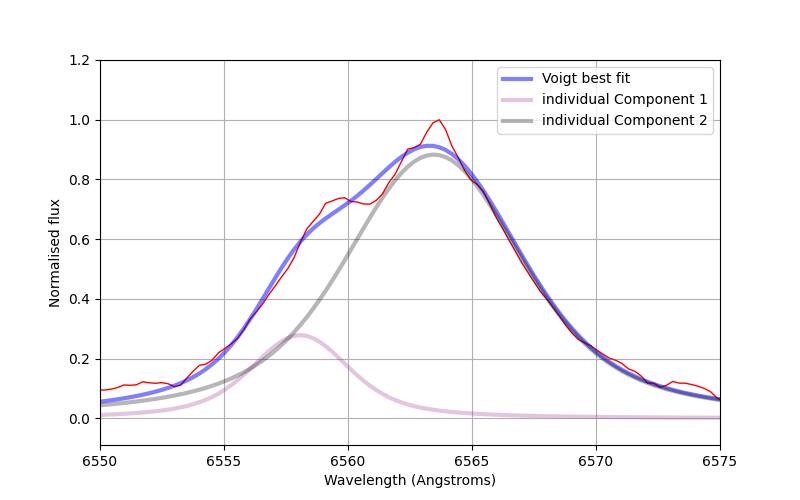 Voigt best fit
individual Component 1
individual Component 2
1.2
1.0
0.8
0.6
0.4
0.2
0.0
Normalised flux
6550 6555 6560 6565 6570 6575
Wavelength (Angstroms)